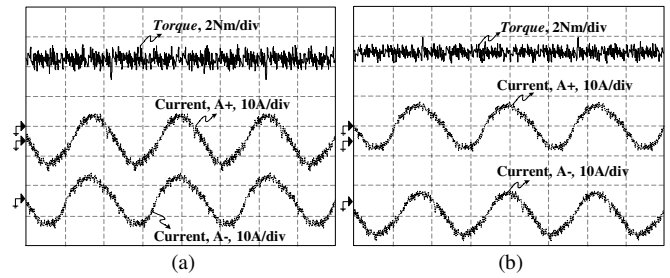 Torque, 2Nm/div
Current, A+, 10A/div
Current, A-, 10A/div
(a)
Torque, 2Nm/div
Current, A+, 10A/div
Current, A-, 10A/div
(b)